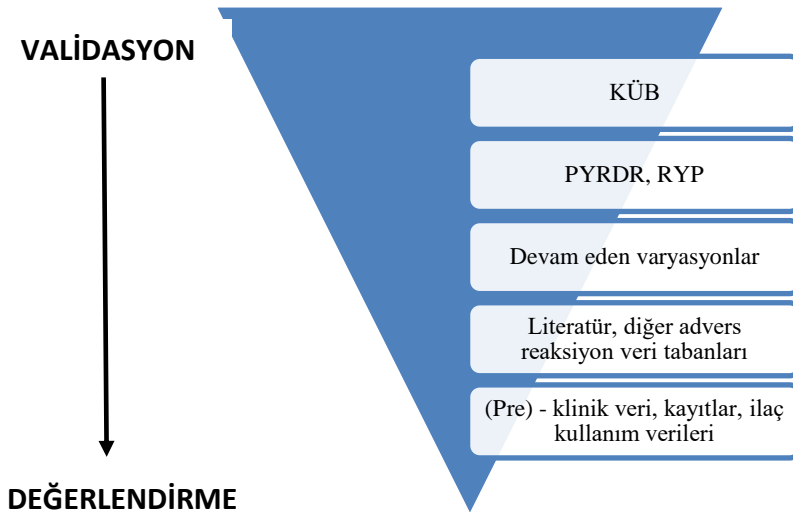 VALİDASYON
KÜB
PYRDR, RYP
Devam eden varyasyonlar
Literatür, diğer advers
reaksiyon veri tabanları
(Pre) - klinik veri, kayıtlar, ilaç
kullanım verileri
DEĞERLENDİRME